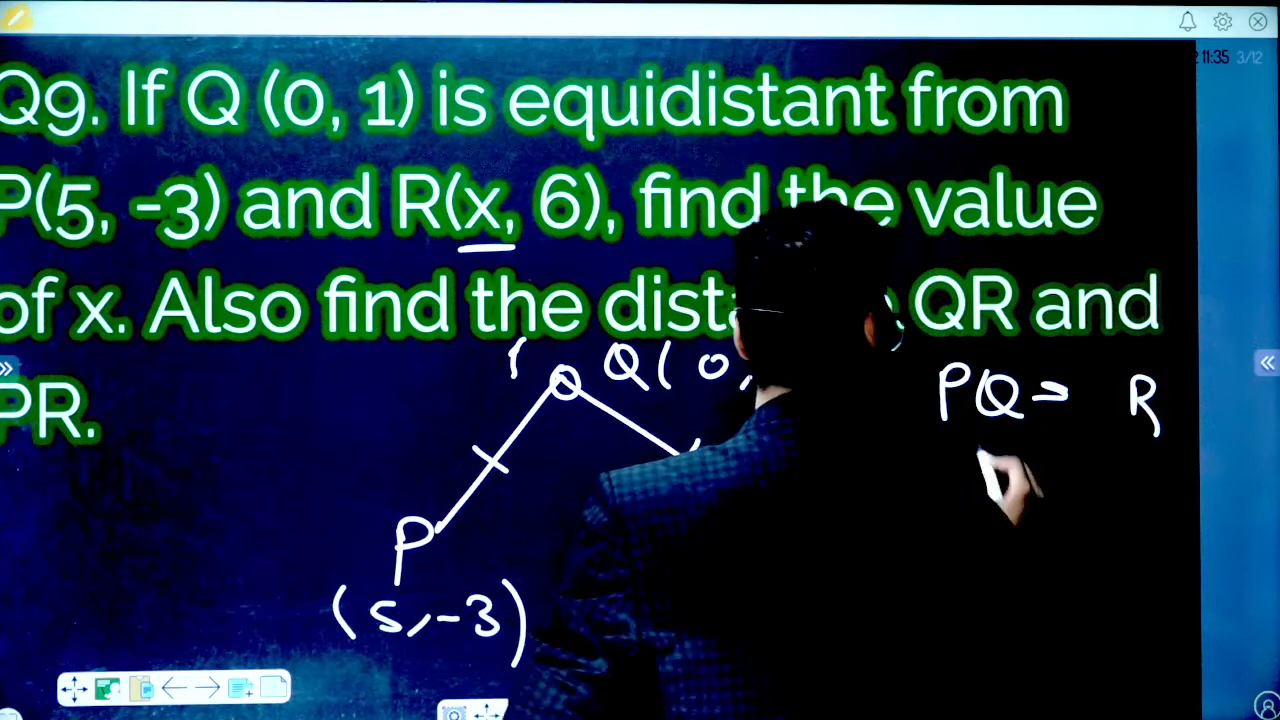 11:35 3/12
Q9. If Q (0, 1) is equidistant from
P(5, -3) and R(x, 6), find the value
of x. Also find the QR and
PR.
Q Q( 0,
PQ = R
P
(5,-3)